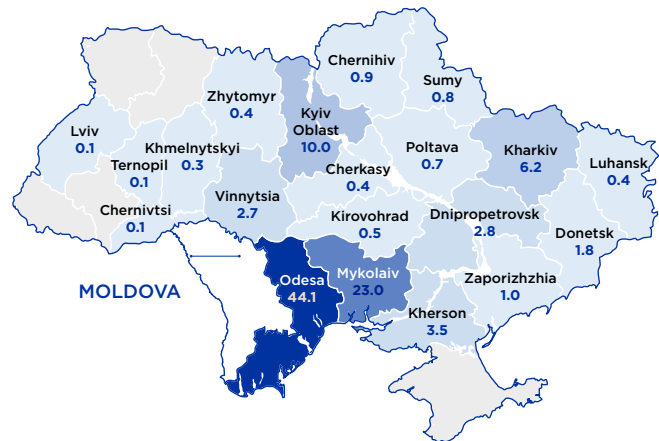 Chernihiv
0.9
Sumy
0.8
Zhytomyr
0.4
Kyiv
Oblast
10.0
Lviv
0.1
Ternopil
0.1
Khmelnytskyi
0.3
Chernivtsi
0.1
Vinnytsia
2.7
Cherkasy
0.4
Poltava
0.7
Kharkiv
6.2
Luhansk
0.4
Kirovohrad
0.5
Dnipropetrovsk
2.8
Donetsk
1.8
MOLDOVA
Odesa
44.1
Mykolaiv
23.0
Zaporizhzhia
1.0
Kherson
3.5